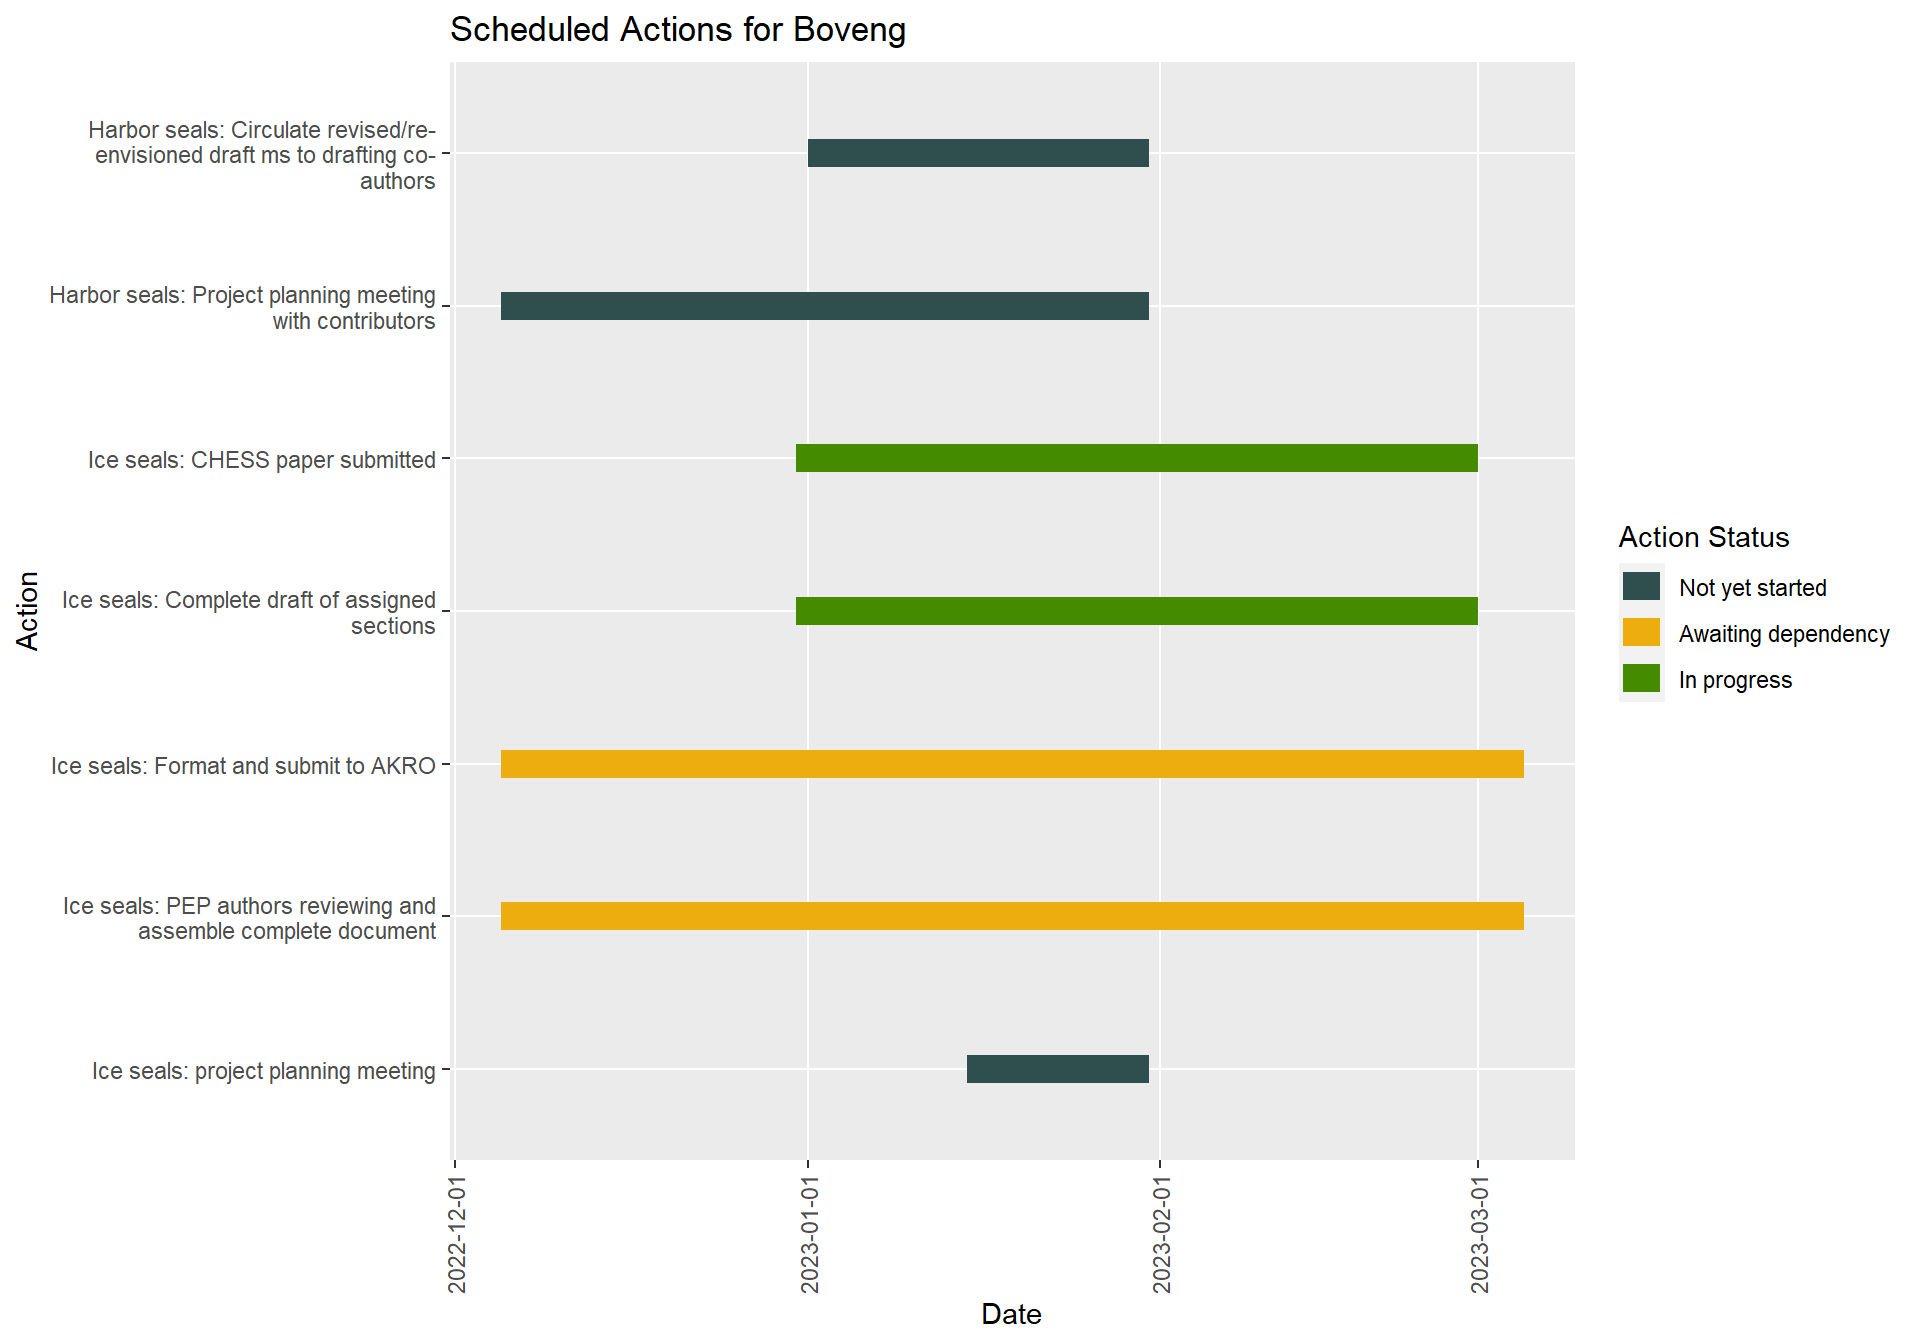 Scheduled Actions for Boveng
Harbor seals: Circulate revised/re-
envisioned draft ms to drafting co-
authors
Harbor seals: Project planning meeting
with contributors
Ice seals: CHESS paper submitted
Ice seals: Complete draft of assigned
sections
Ice seals: Format and submit to AKRO
Ice seals: PEP authors reviewing and
assemble complete document
Ice seals: project planning meeting
Action
2022-12-01
2023-01-01
2023-02-01
2023-03-01
Date
Action Status
Not yet started
Awaiting dependency
In progress